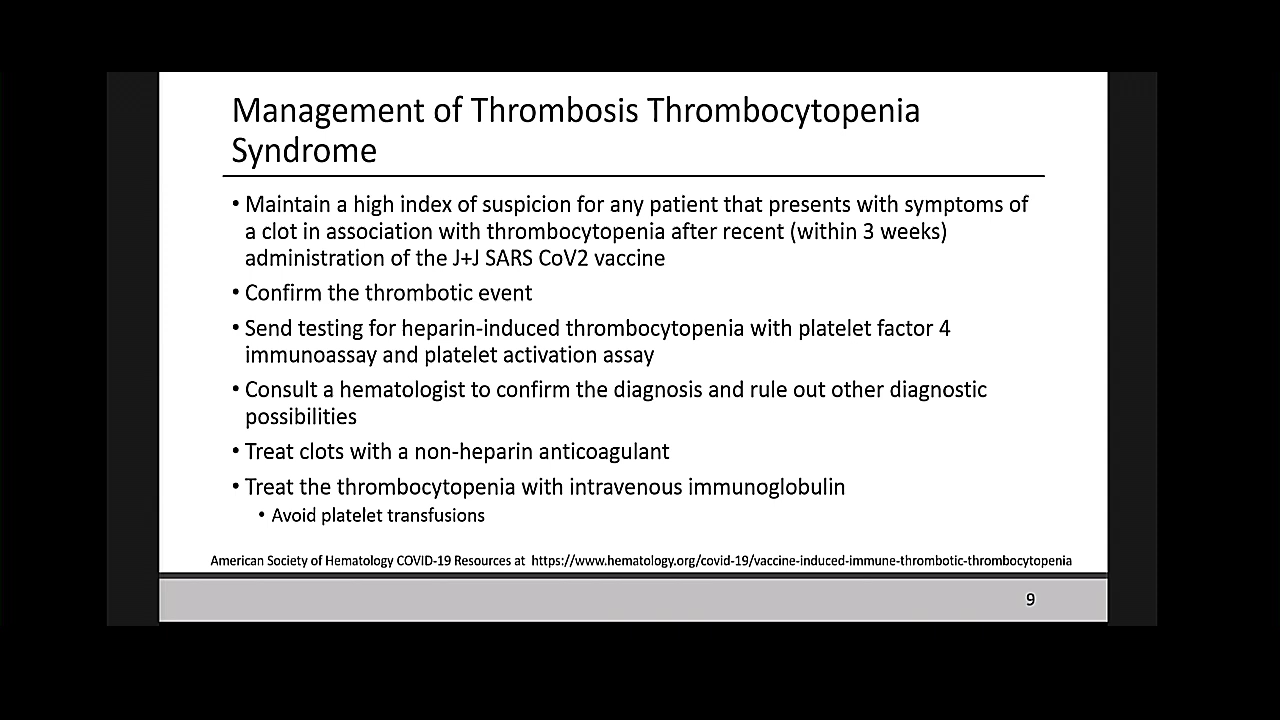 Management of Thrombosis Thrombocytopenia
Syndrome
• Maintain a high index of suspicion for any patient that presents with symptoms of
a clot in association with thrombocytopenia after recent (within 3 weeks)
administration of the J+J SARS CoV2 vaccine
• Confirm the thrombotic event
• Send testing for heparin-induced thrombocytopenia with platelet factor 4
immunoassay and platelet activation assay
• Consult a hematologist to confirm the diagnosis and rule out other diagnostic
possibilities
• Treat clots with a non-heparin anticoagulant
• Treat the thrombocytopenia with intravenous immunoglobulin
• Avoid platelet transfusions
American Society of Hematology COVID-19 Resources at https://www.hematology.org/covid-19/vaccine-induced-immune-thrombotic-thrombocytopenia
9